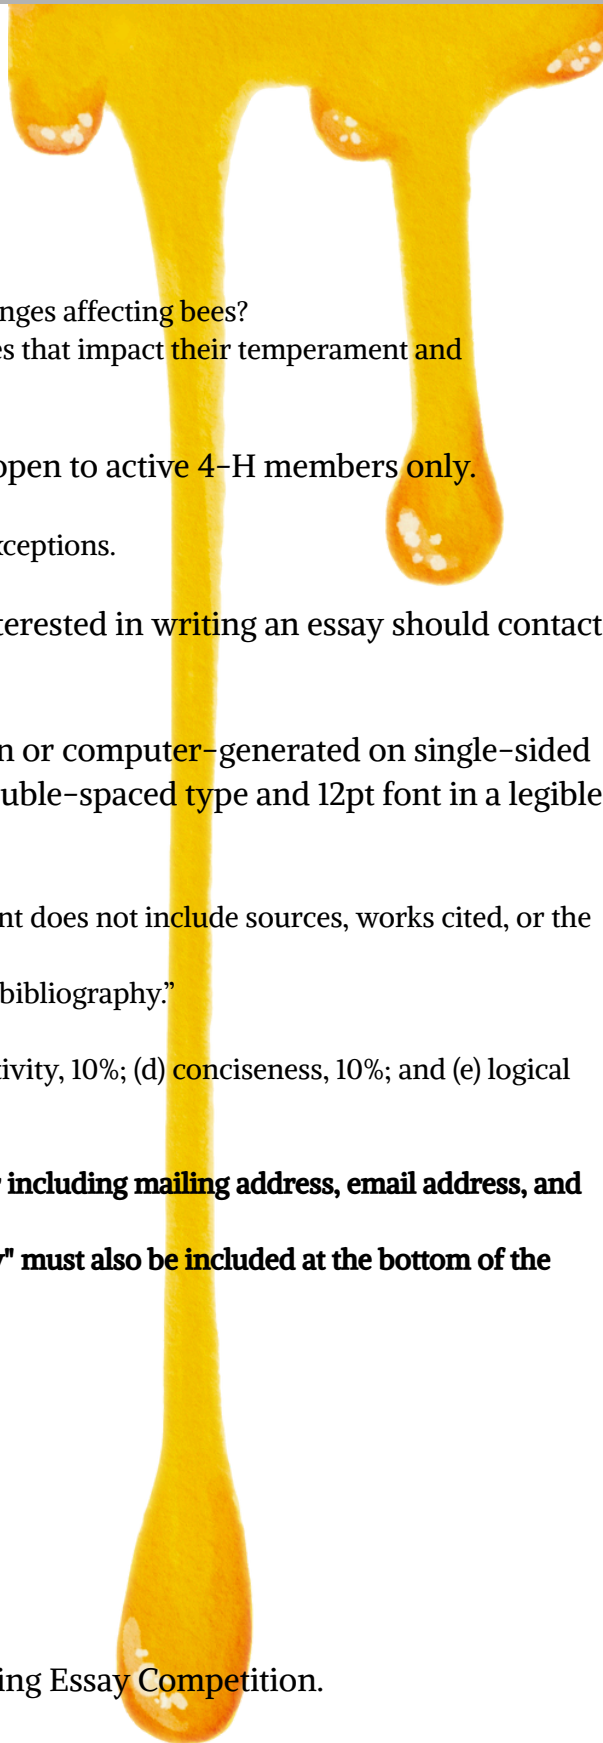 nges affecting bees?
es that impact their temperament and
open to active 4-H members only.
xceptions.
terested in writing an essay should contact
n or computer-generated on single-sided
uble-spaced type and 12pt font in a legible
nt does not include sources, works cited, or the
bibliography.”
tivity, 10%; (d) conciseness, 10%; and (e) logical
r including mailing address, email address, and
y" must also be included at the bottom of the
ing Essay Competition.